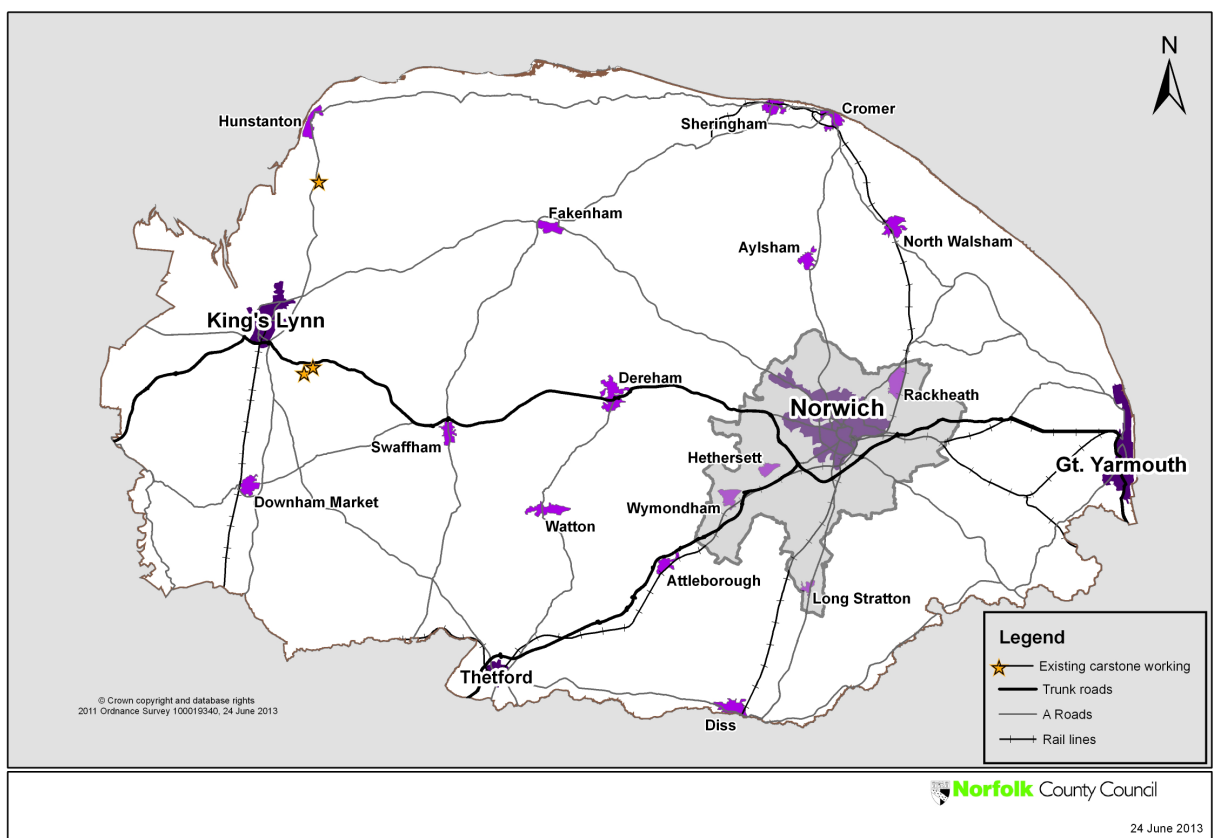 N
Cromer
Sheringham
Hunstanton
Fakenham
Aylsham
North Walsham
King's Lynn
Dereham
Rackheath
Norwich
Swaffham
Hethersett
Gt. Yarmouth
Downham Market
Wymondham
Watton
Attleborough
Long Stratton
Thetford
Diss
Legend
Existing carstone working
Trunk roads
A Roads
Rail lines
© Crown copyright and database rights
2011 Ordnance Survey 100019340, 24 June 2013
Norfolk County Council
24 June 2013